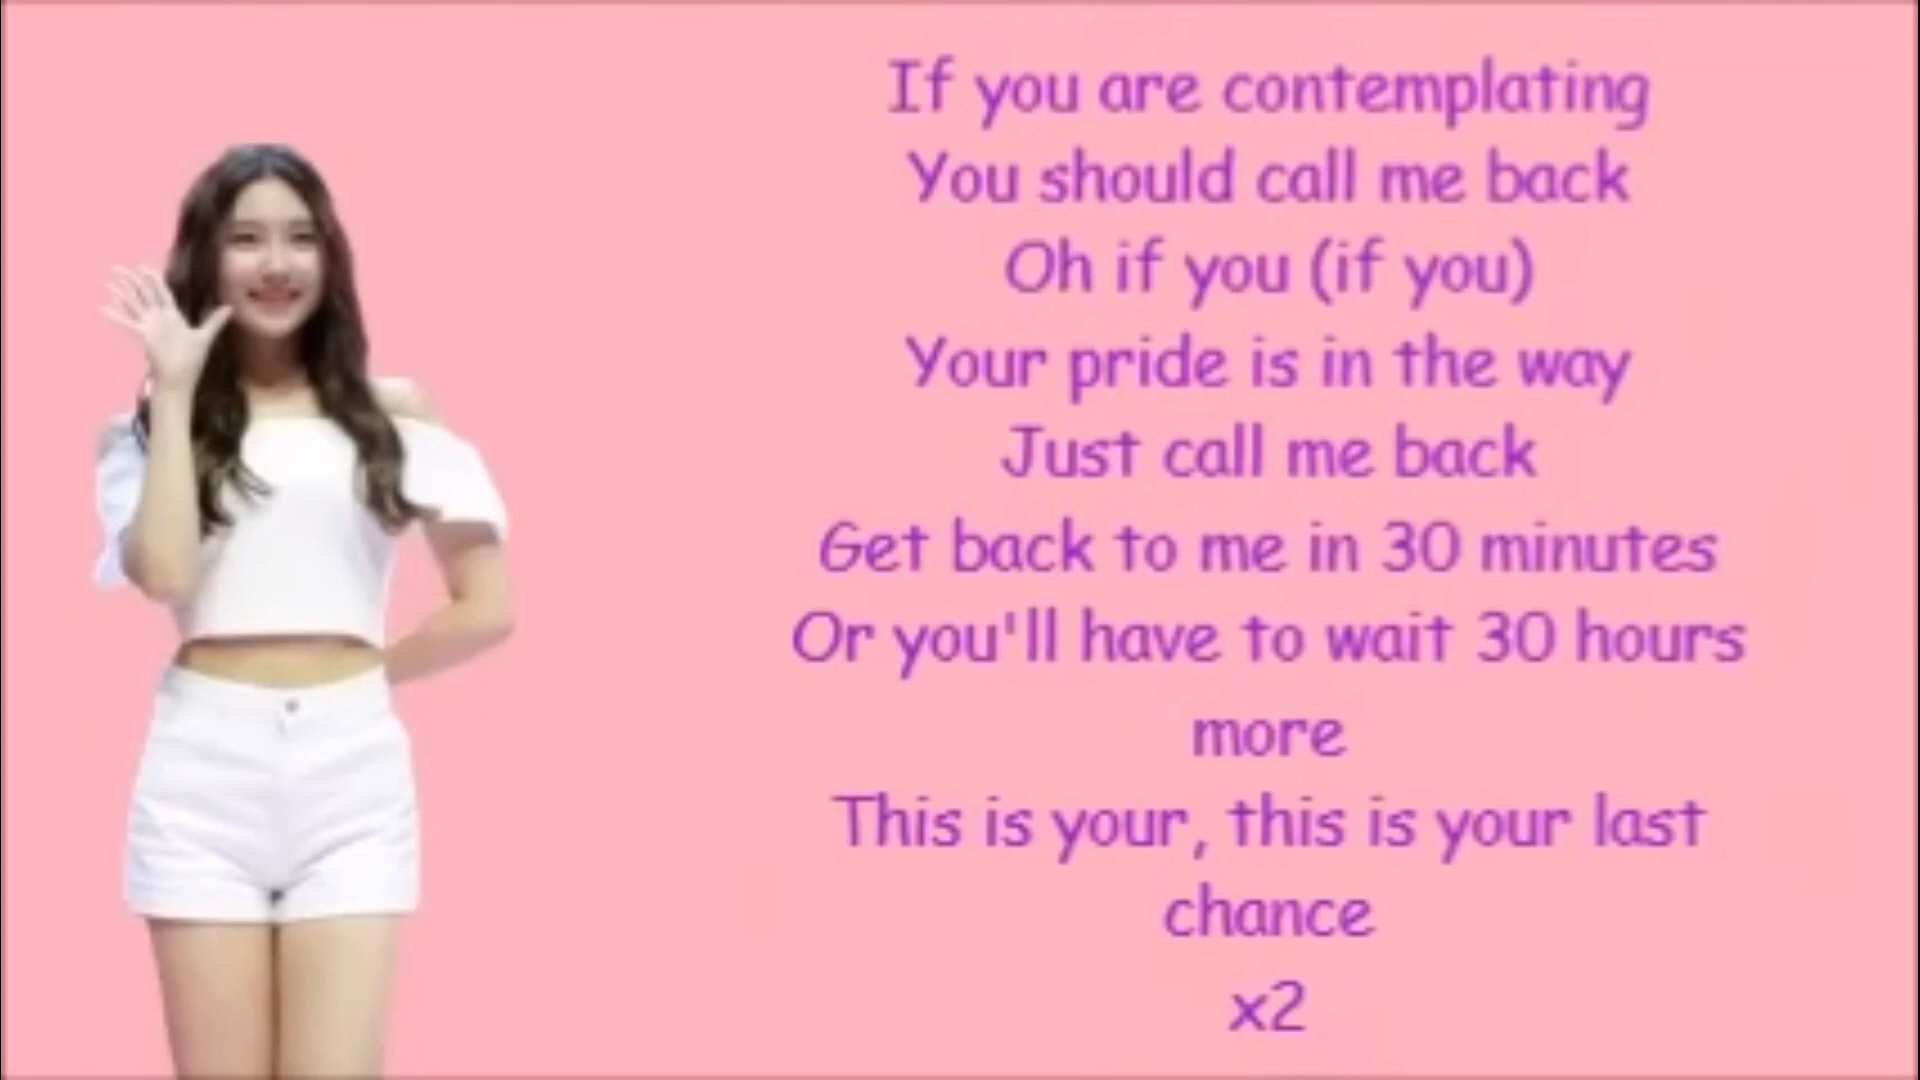 If you are contemplating
You should call me back
Oh if you (if you)
Your pride is in the way
Just call me back
Get back to me in 30 minutes
Or you'll have to wait 30 hours
more
This is your, this is your last
chance
x2